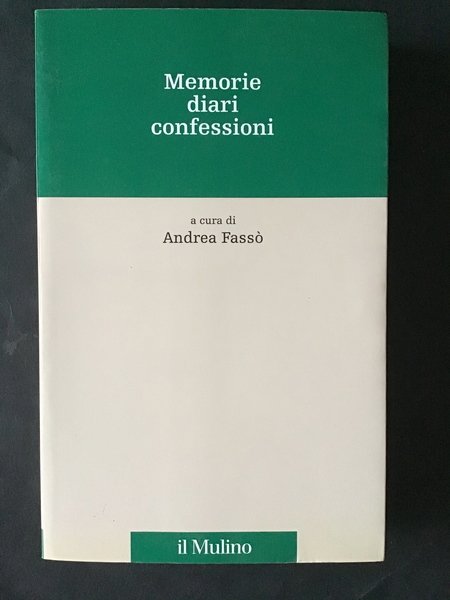 Memorie
diari
confessioni
a cura di
Andrea Fassò
il Mulino